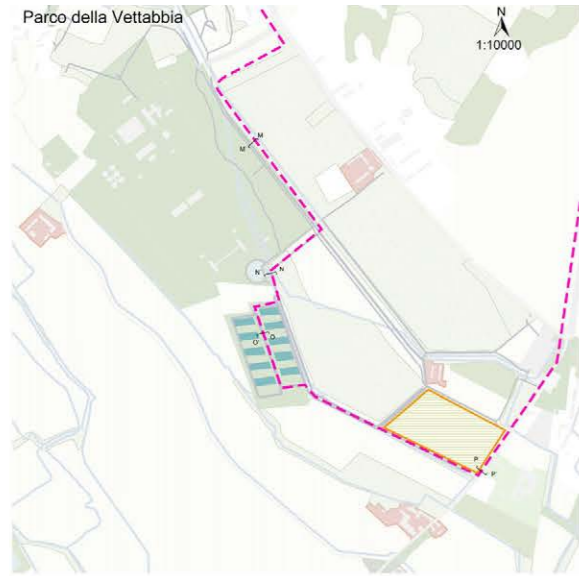 Parco della Vettabbia
N
1:10000
M
M'
N' N
O' O
P
P'